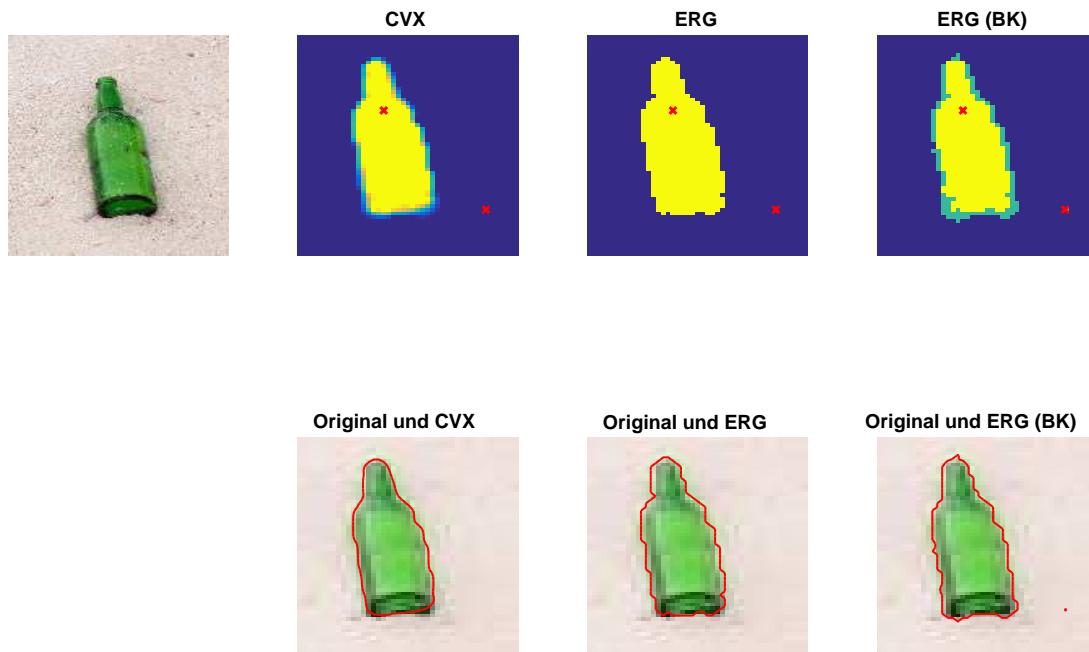 CVX
ERG
ERG (BK)
Original und CVX
Original und ERG
Original und ERG (BK)